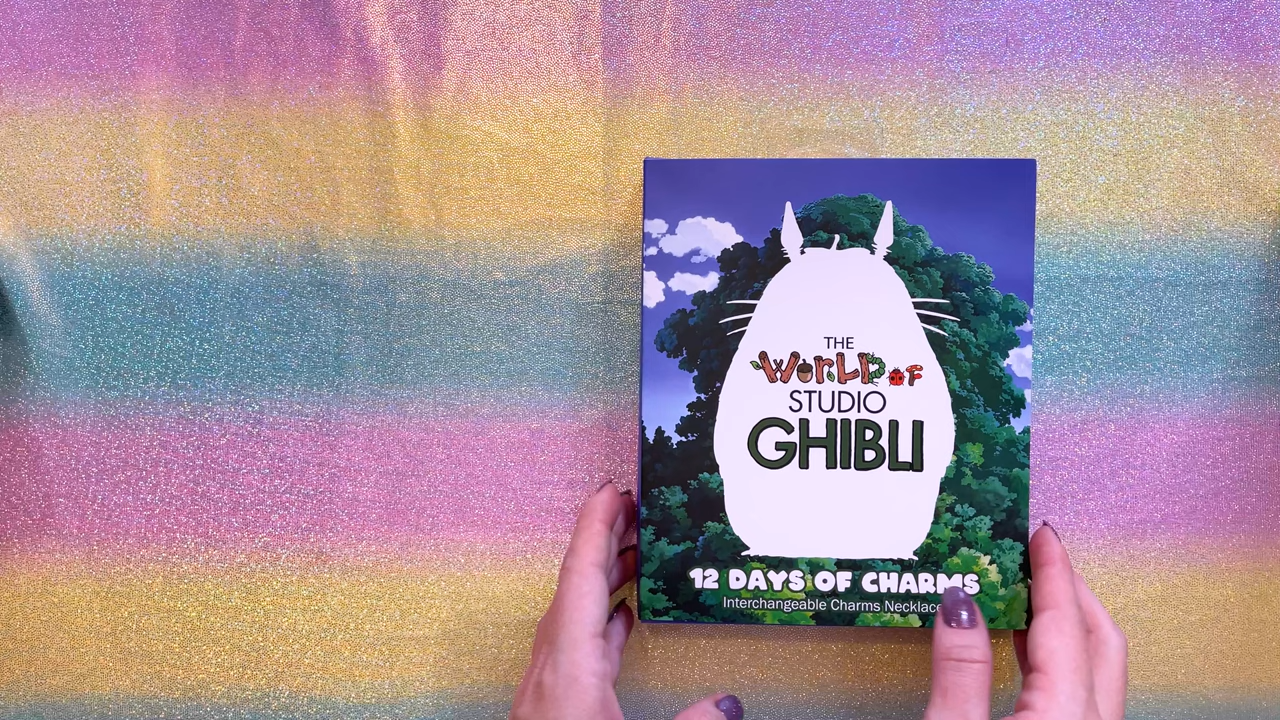 THE
WORLD OF
STUDIO
GHIBLI
12 DAYS OF CHARMS
Interchangeable Charms Necklace